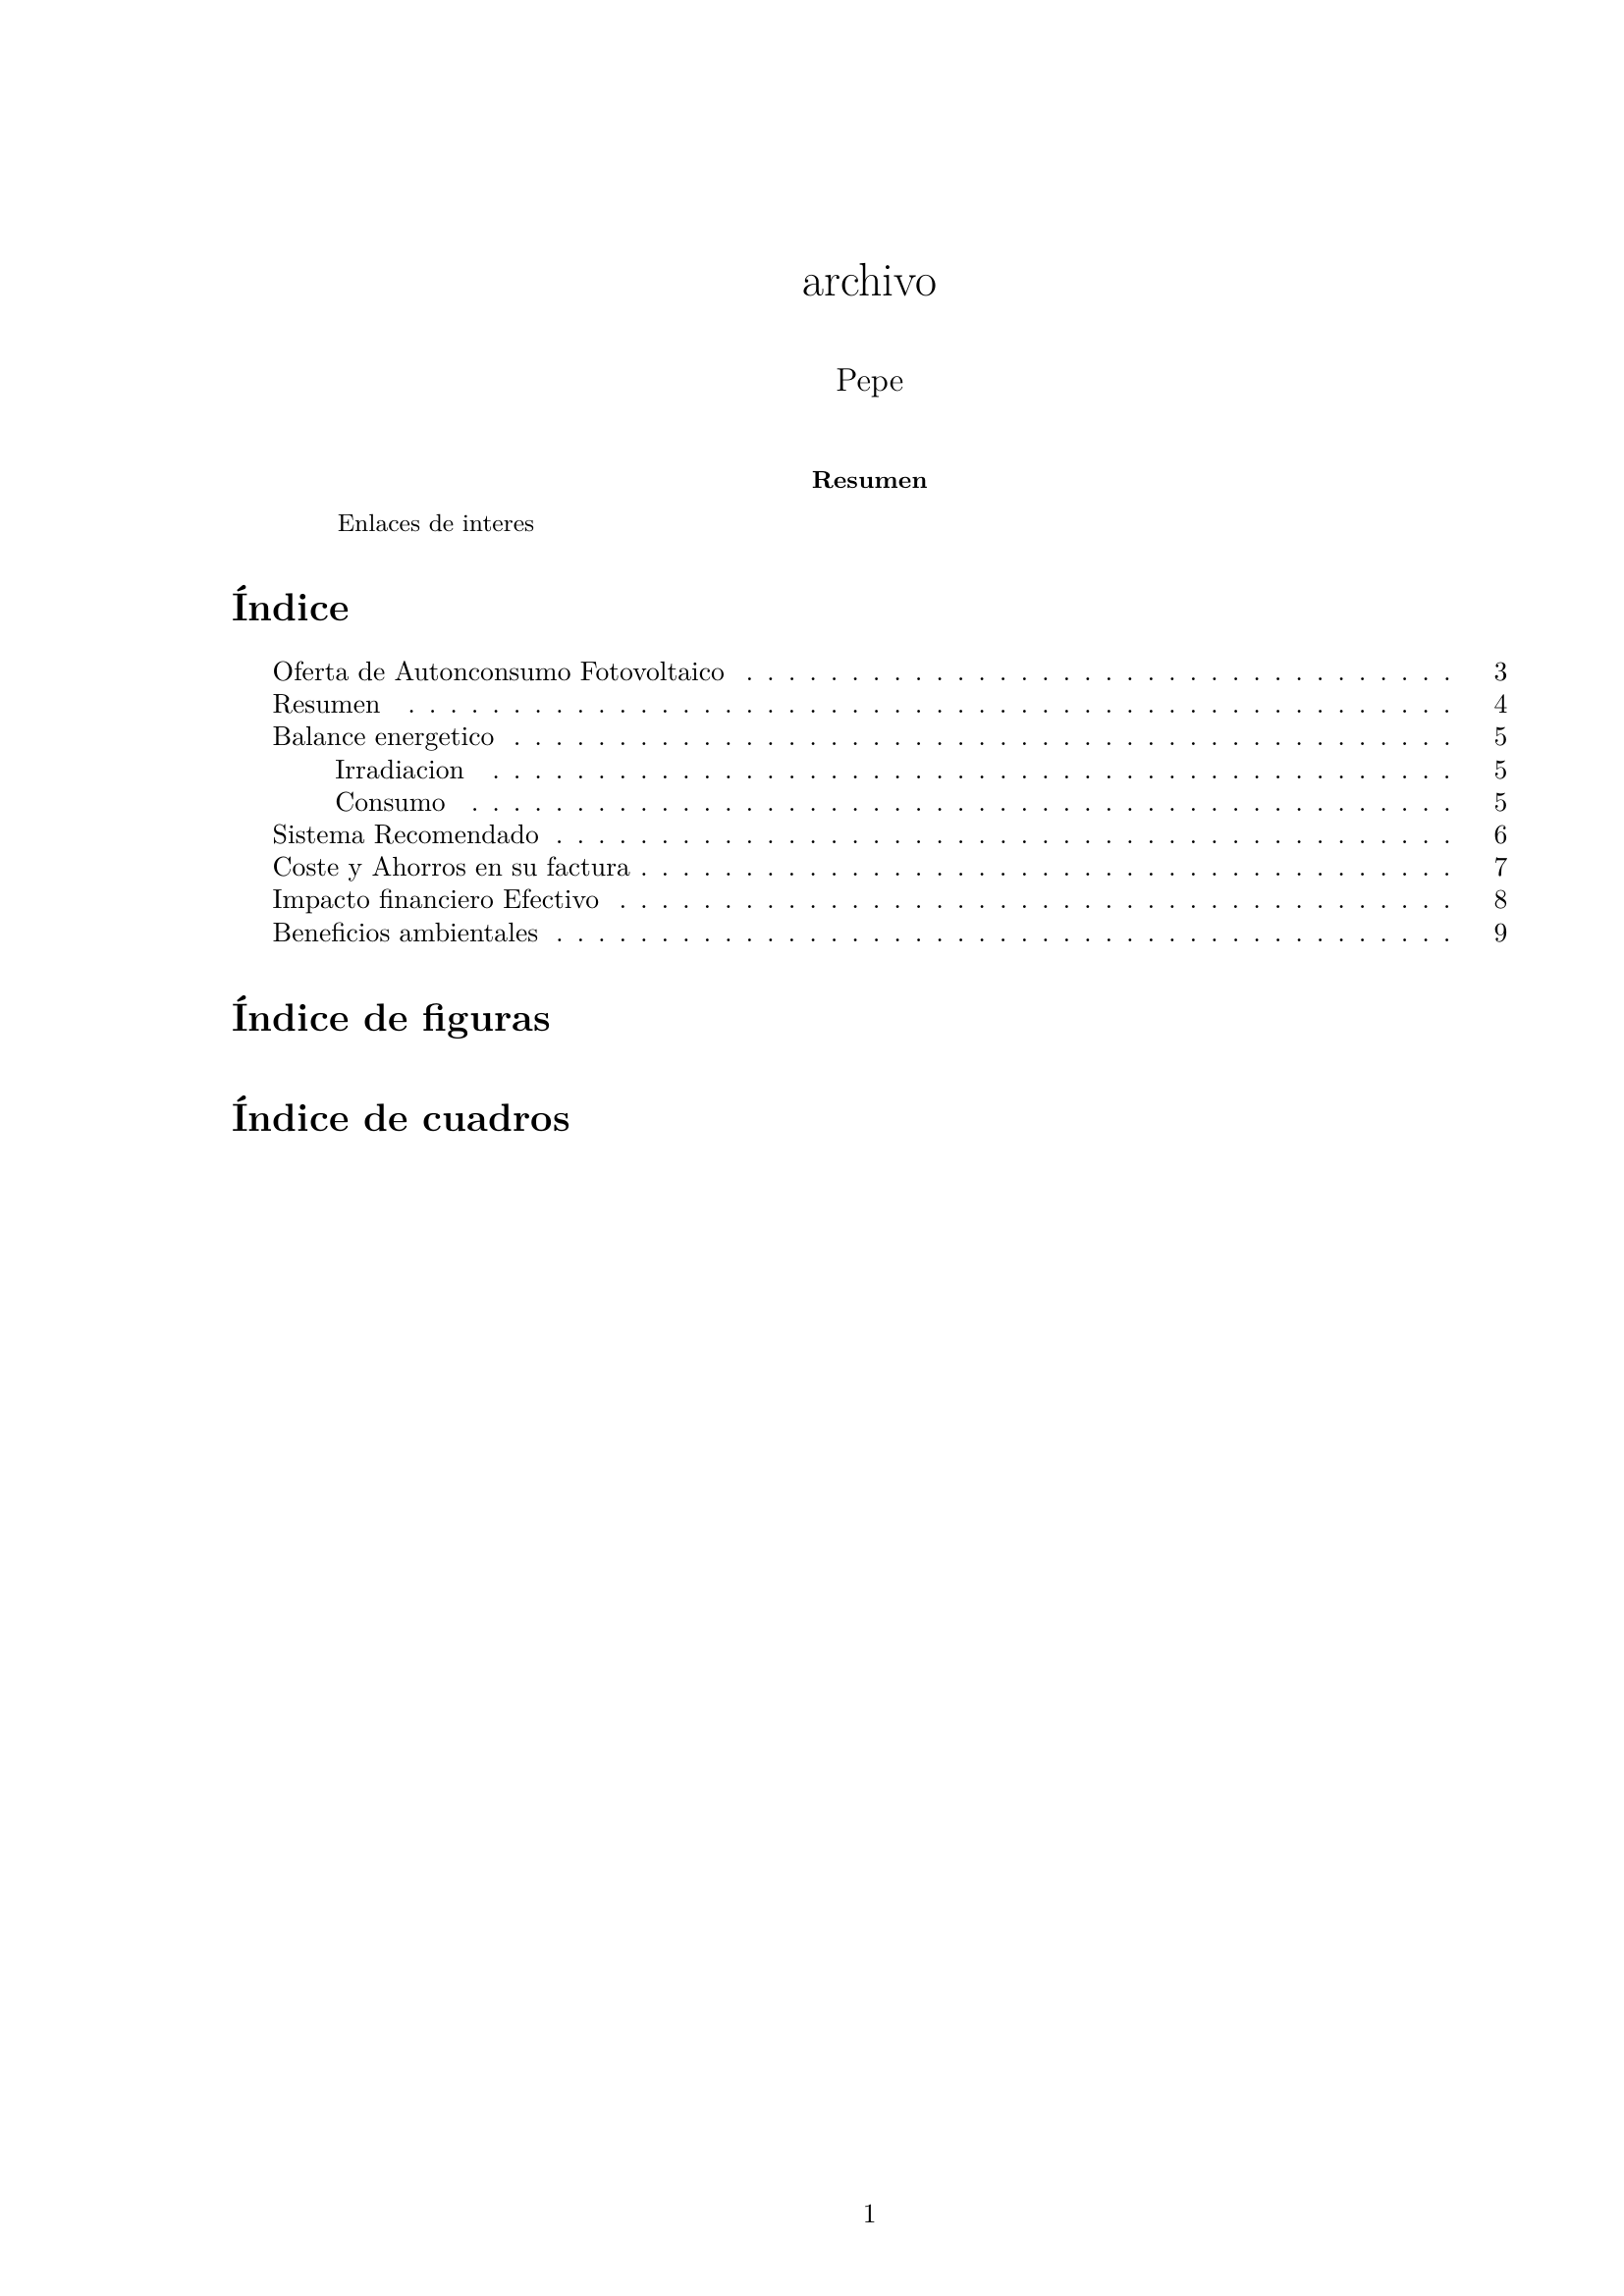 archivo
Pepe
Resumen
Enlaces de interes
Índice
Oferta de Autonconsumo Fotovoltaico . . . . . . . . . . . . . . . . . . . . . . . . . . . . . . . . . . 3
Resumen . . . . . . . . . . . . . . . . . . . . . . . . . . . . . . . . . . . . . . . . . . . . . . . . . . 4
Balance energetico . . . . . . . . . . . . . . . . . . . . . . . . . . . . . . . . . . . . . . . . . . . . . 5
Irradiacion . . . . . . . . . . . . . . . . . . . . . . . . . . . . . . . . . . . . . . . . . . . . . . 5
Consumo . . . . . . . . . . . . . . . . . . . . . . . . . . . . . . . . . . . . . . . . . . . . . . . 5
Sistema Recomendado . . . . . . . . . . . . . . . . . . . . . . . . . . . . . . . . . . . . . . . . . . . 6
Coste y Ahorros en su factura . . . . . . . . . . . . . . . . . . . . . . . . . . . . . . . . . . . . . . . 7
Impacto financiero Efectivo . . . . . . . . . . . . . . . . . . . . . . . . . . . . . . . . . . . . . . . . 8
Beneficios ambientales . . . . . . . . . . . . . . . . . . . . . . . . . . . . . . . . . . . . . . . . . . . 9
Índice de figuras
Índice de cuadros
1